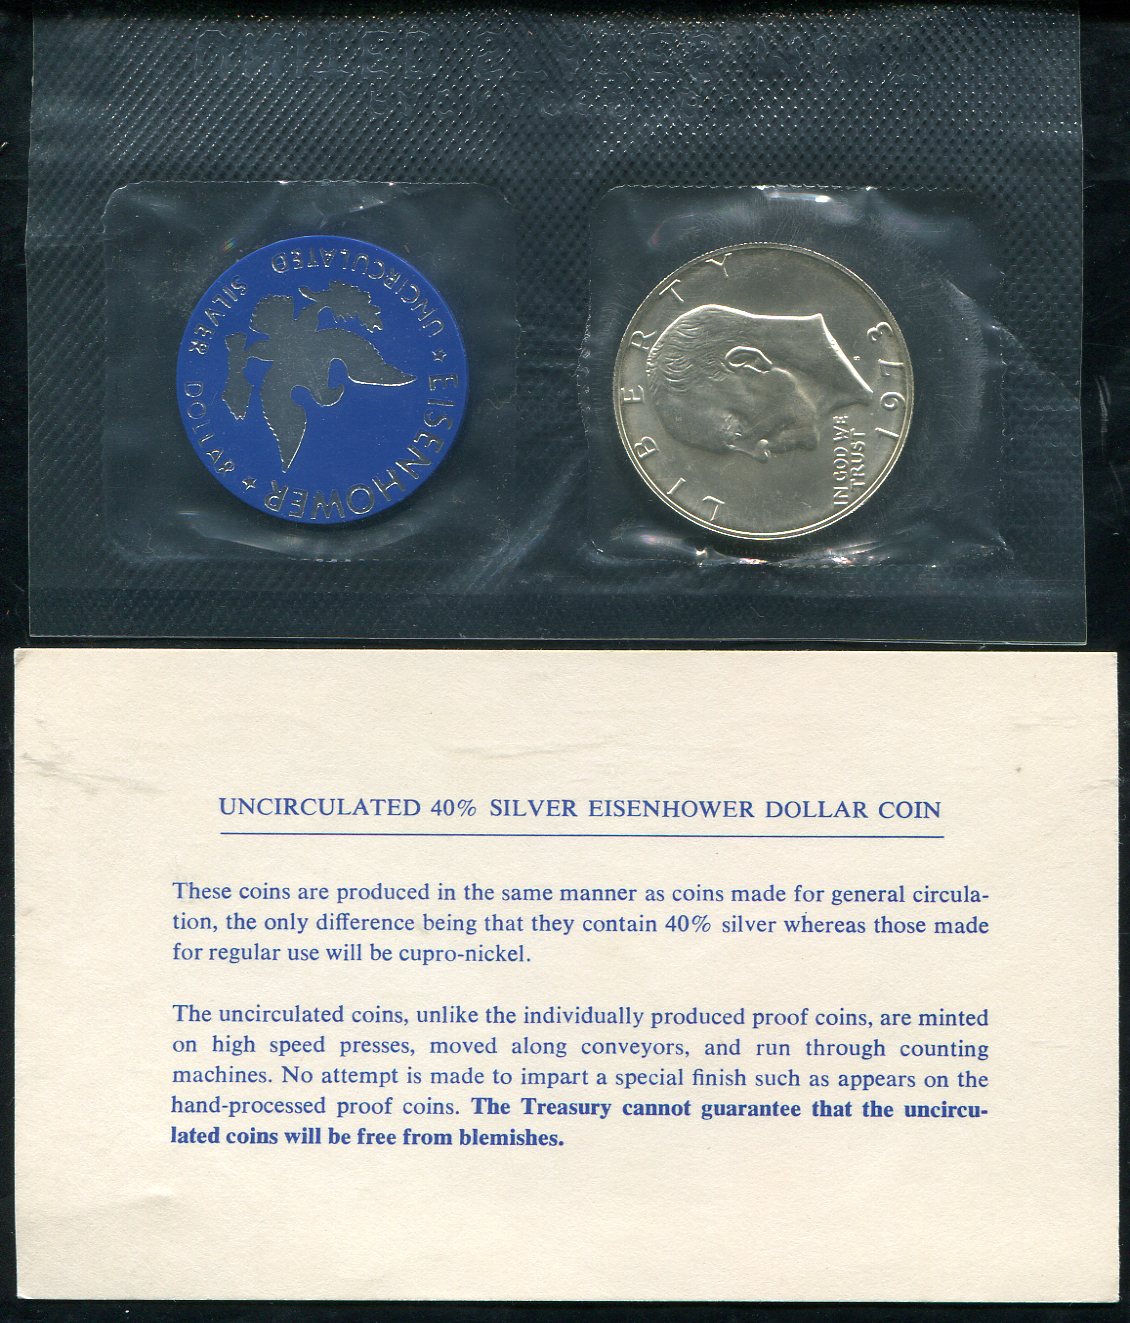 UNITED STATES MINT
EISENHOWER
★ UNCIRCULATED SILVER DOLLAR ★
LIBERTY
IN GOD WE
TRUST
1973
UNCIRCULATED 40% SILVER EISENHOWER DOLLAR COIN
These coins are produced in the same manner as coins made for general circula-
tion, the only difference being that they contain 40% silver whereas those made
for regular use will be cupro-nickel.
The uncirculated coins, unlike the individually produced proof coins, are minted
on high speed presses, moved along conveyors, and run through counting
machines. No attempt is made to impart a special finish such as appears on the
hand-processed proof coins. The Treasury cannot guarantee that the uncircu-
lated coins will be free from blemishes.